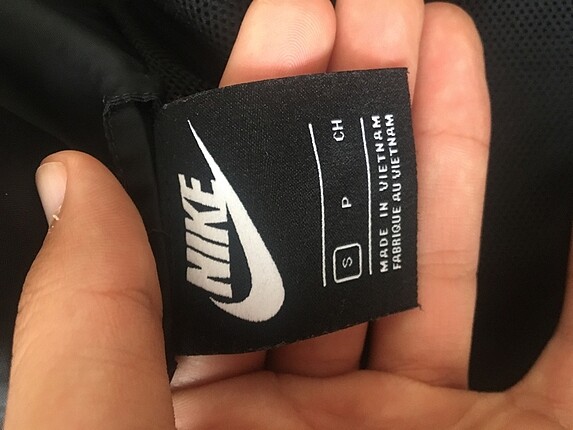 NIKE
S P CH
MADE IN VIETNAM
FABRIQUE AU VIETNAM